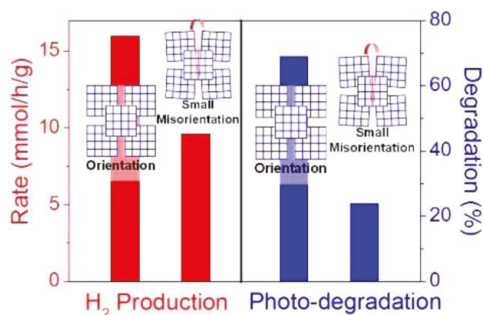 15
10
5
0
Rate (mmol/h/g)
Small
Misorientation
Orientation
Small
Misorientation
Orientation
80
60
40
20
0
Degradation (%)
H₂ Production
Photo-degradation